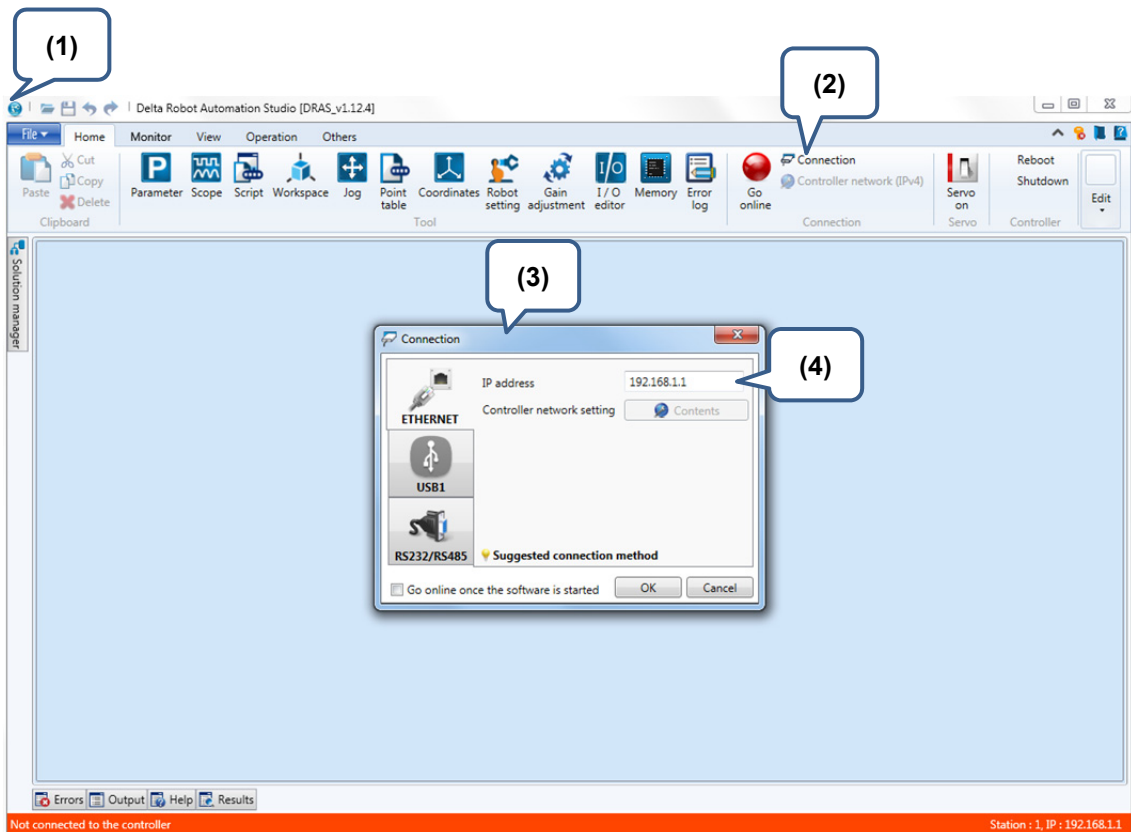 (1)
(2)
Delta Robot Automation Studio [DRAS_v1.12.4]
File Home Monitor View Operation Others
Paste
Cut
Copy
Delete
Clipboard
Parameter Scope Script Workspace Jog Point table Coordinates Robot setting Gain adjustment I/O editor Memory Error log
Tool
Go online
Connection
Controller network (IPv4)
Connection
Servo on
Servo
Reboot
Shutdown
Controller
Edit
Solution manager
(3)
Connection
(4)
ETHERNET
IP address 192.168.1.1
Controller network setting Contents
USB1
RS232/RS485
Suggested connection method
Go online once the software is started OK Cancel
Errors Output Help Results
Not connected to the controller Station : 1, IP : 192.168.1.1